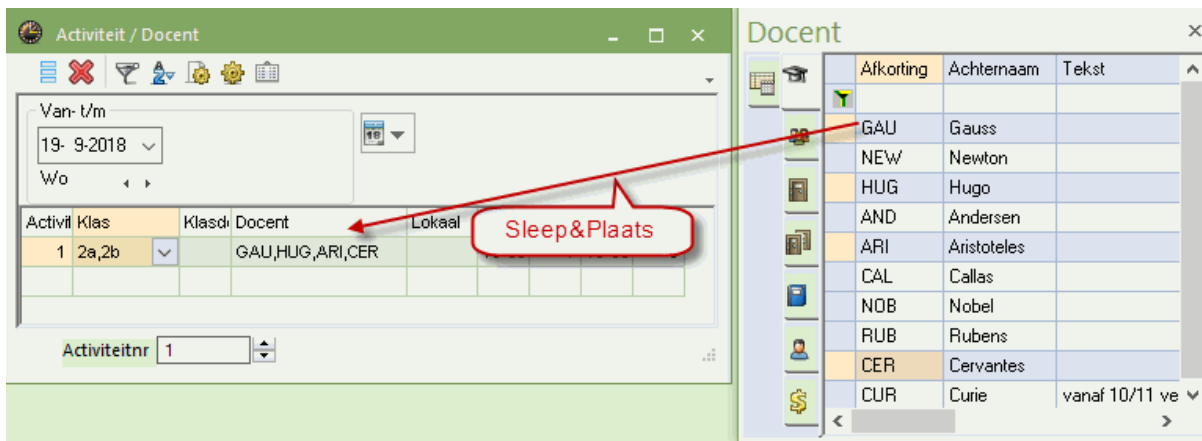 Activiteit / Docent
Van- t/m
19- 9-2018
18
Wo
Activit Klas Klasd Docent Lokaal
1 2a,2b GAU,HUG,ARI,CER
Activiteitnr 1
Sleep&Plaats
Docent
Afkorting Achternaam Tekst
GAU Gauss
NEW Newton
HUG Hugo
AND Andersen
ARI Aristoteles
CAL Callas
NOB Nobel
RUB Rubens
CER Cervantes
CUR Curie vanaf 10/11 ve